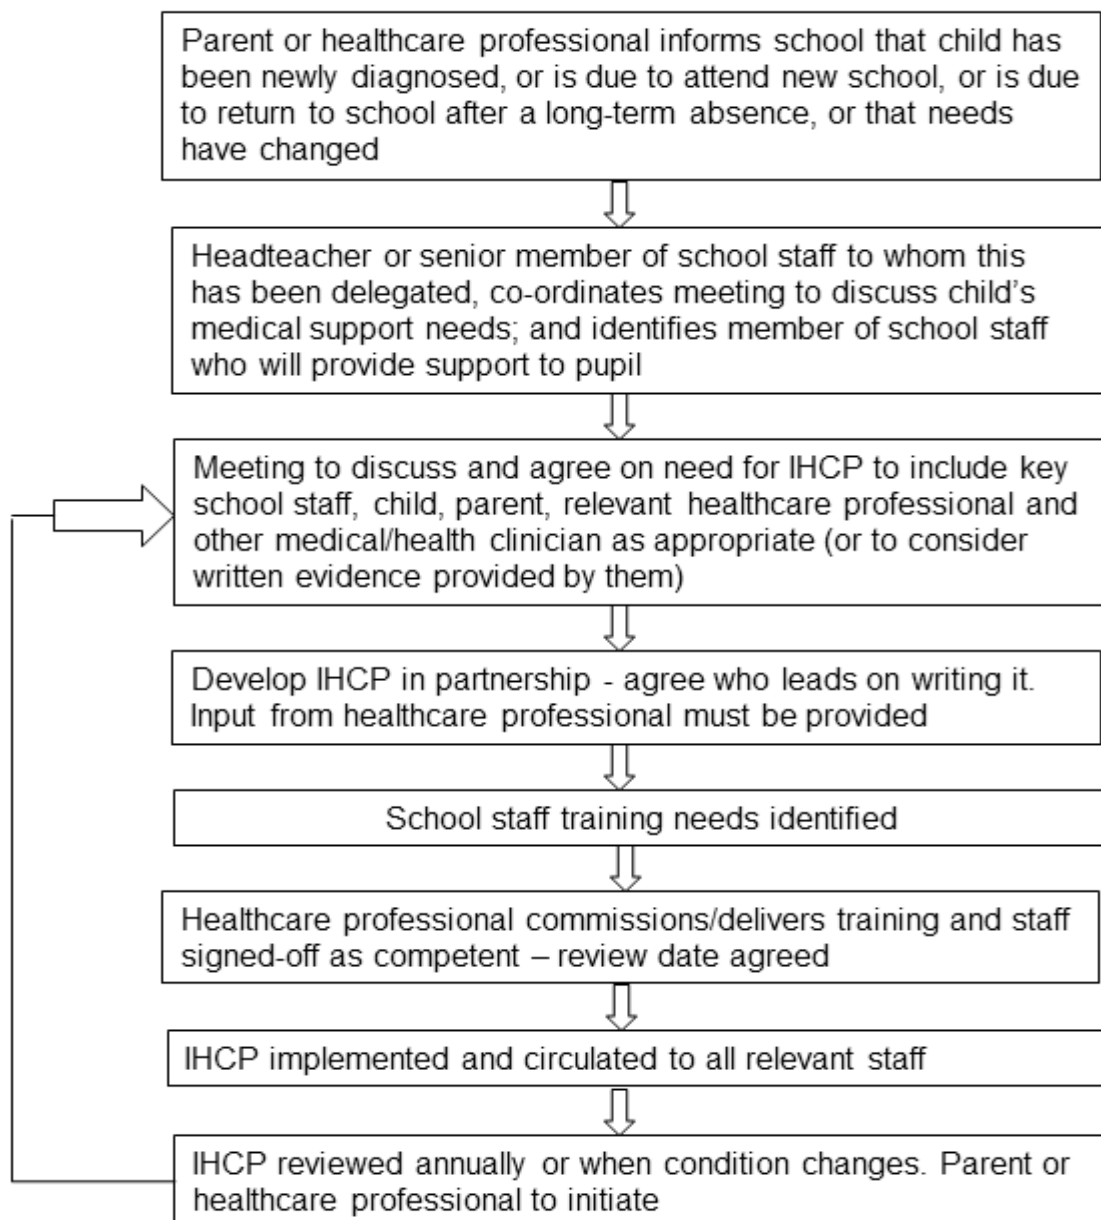 Parent or healthcare professional informs school that child has
been newly diagnosed, or is due to attend new school, or is due
to return to school after a long-term absence, or that needs
have changed
Headteacher or senior member of school staff to whom this
has been delegated, co-ordinates meeting to discuss child’s
medical support needs; and identifies member of school staff
who will provide support to pupil
Meeting to discuss and agree on need for IHCP to include key
school staff, child, parent, relevant healthcare professional and
other medical/health clinician as appropriate (or to consider
written evidence provided by them)
Develop IHCP in partnership - agree who leads on writing it.
Input from healthcare professional must be provided
School staff training needs identified
Healthcare professional commissions/delivers training and staff
signed-off as competent – review date agreed
IHCP implemented and circulated to all relevant staff
IHCP reviewed annually or when condition changes. Parent or
healthcare professional to initiate